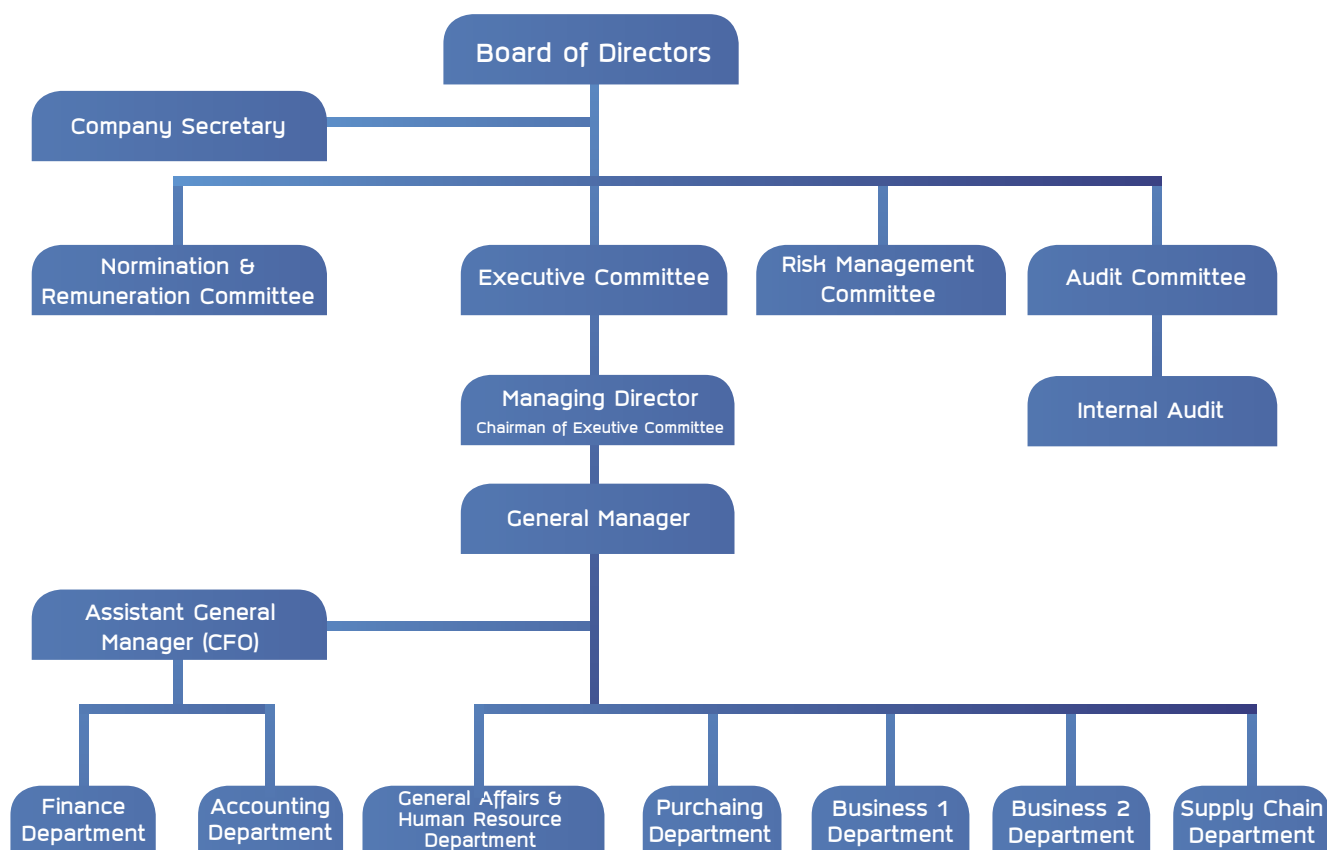 Board of Directors
Company Secretary
Normination &
Remuneration Committee
Executive Committee
Risk Management
Committee
Audit Committee
Managing Director
Chairman of Exeutive Committee
Internal Audit
General Manager
Assistant General
Manager (CFO)
Finance
Department
Accounting
Department
General Affairs &
Human Resource
Department
Purchaing
Department
Business 1
Department
Business 2
Department
Supply Chain
Department